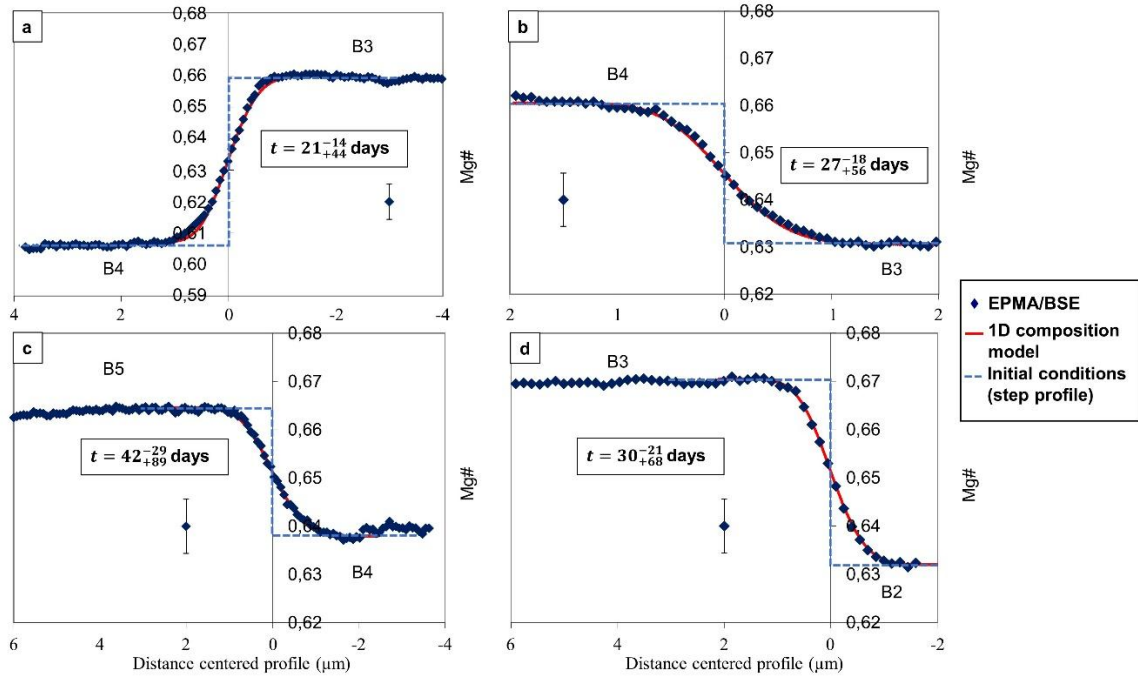 a
0,68
0,67
0,66
0,65
0,64
0,63
0,62
0,61
0,60
0,59
B3
B4
t = 21 −14 +44 days
Mg#
4 2 0 -2 -4
b
0,68
0,67
0,66
0,65
0,64
0,63
0,62
B4
B3
t = 27 −18 +56 days
Mg#
2 1 0 1 2
c
0,68
0,67
0,66
0,65
0,64
0,63
0,62
B5
B4
t = 42 −29 +89 days
Mg#
6 4 2 0 -2 -4
Distance centered profile (µm)
d
0,68
0,67
0,66
0,65
0,64
0,63
0,62
B3
B2
t = 30 −21 +68 days
Mg#
6 4 2 0 -2
Distance centered profile (µm)
EPMA/BSE
1D composition
model
Initial conditions
(step profile)